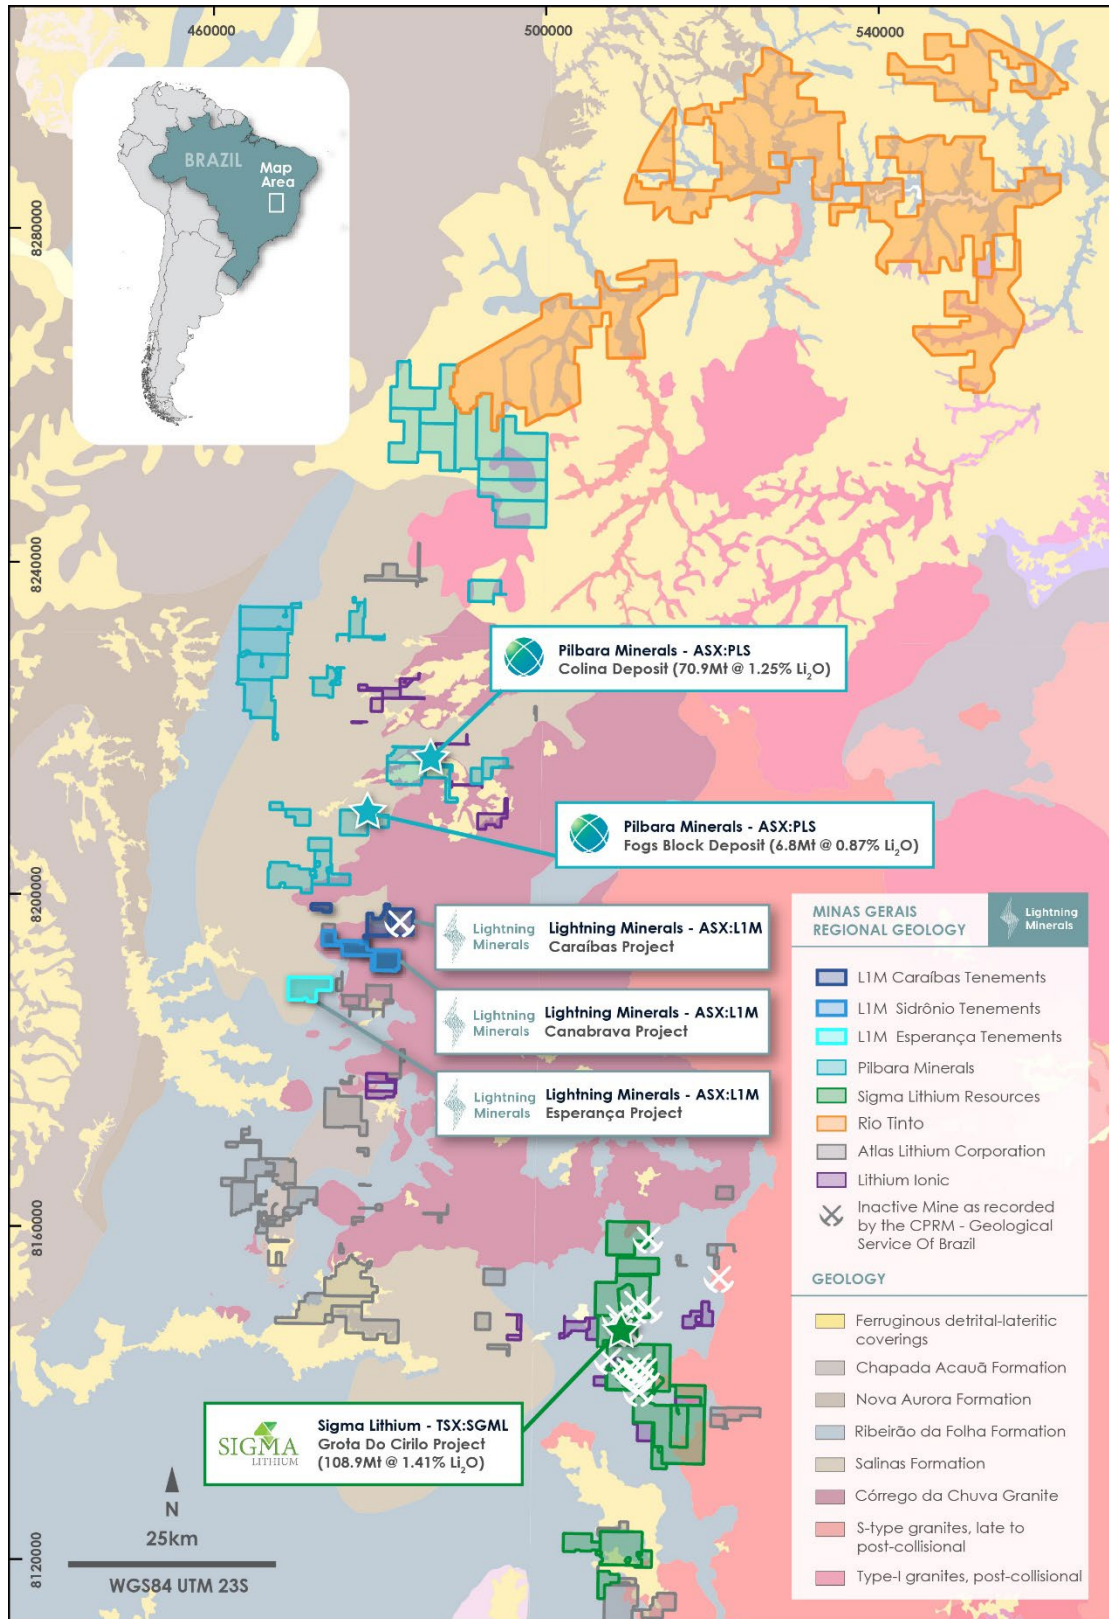 460000
500000
540000
8280000
8240000
8200000
8160000
8120000
BRAZIL
Map
Area
Pilbara Minerals - ASX:PLS
Colina Deposit (70.9Mt @ 1.25% Li₂O)
Pilbara Minerals - ASX:PLS
Fogs Block Deposit (6.8Mt @ 0.87% Li₂O)
Lightning
Minerals
Lightning Minerals - ASX:L1M
Caraíbas Project
Lightning
Minerals
Lightning Minerals - ASX:L1M
Canabrava Project
Lightning
Minerals
Lightning Minerals - ASX:L1M
Esperança Project
SIGMA
LITHIUM
Sigma Lithium - TSX:SGML
Grota Do Cirilo Project
(108.9Mt @ 1.41% Li₂O)
N
25km
WGS84 UTM 23S
MINAS GERAIS
REGIONAL GEOLOGY
Lightning
Minerals
L1M Caraíbas Tenements
L1M Sidrônio Tenements
L1M Esperança Tenements
Pilbara Minerals
Sigma Lithium Resources
Rio Tinto
Atlas Lithium Corporation
Lithium Ionic
Inactive Mine as recorded
by the CPRM - Geological
Service Of Brazil
GEOLOGY
Ferruginous detrital-lateritic
coverings
Chapada Acauã Formation
Nova Aurora Formation
Ribeirão da Folha Formation
Salinas Formation
Córrego da Chuva Granite
S-type granites, late to
post-collisional
Type-I granites, post-collisional